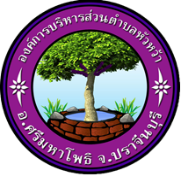 องค์การบริหารส่วนตำบลหัวหว้า
อ.ศรีมหาโพธิ จ.ปราจีนบุรี